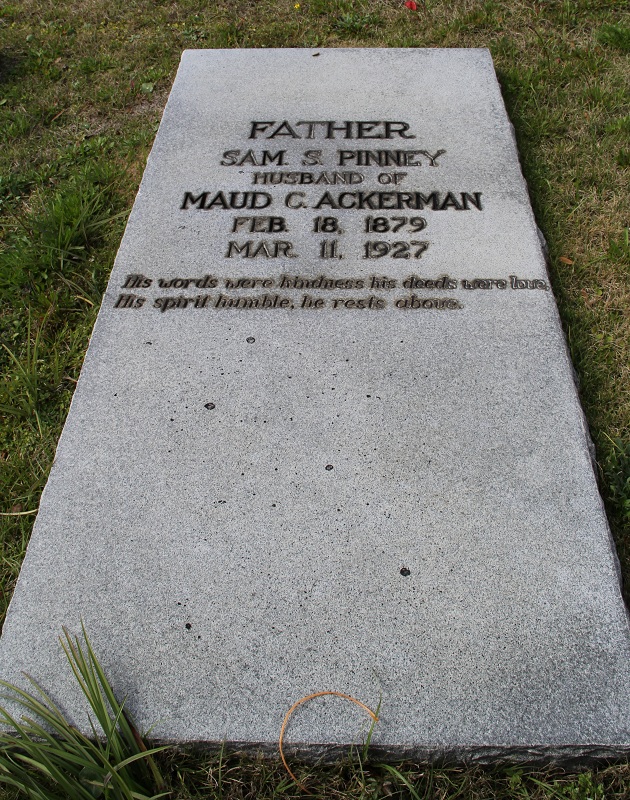 FATHER
SAM. S. PINNEY
HUSBAND OF
MAUD C. ACKERMAN
FEB. 18, 1879
MAR. 11, 1927
His words were kindness his deeds were love
His spirit humble, he rests above.